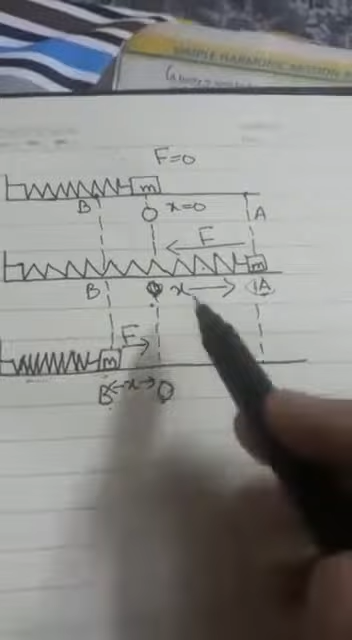 SIMPLE HARMONIC MOTION A
F=0
m
B O x=0 A
F
m
B O x A
F
m
B x O